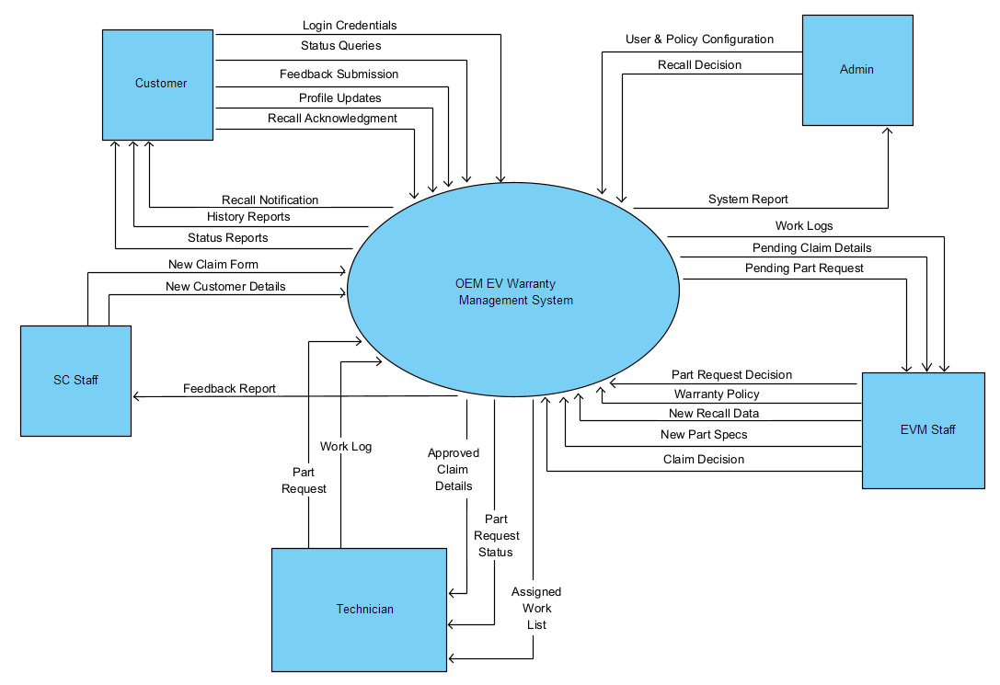 Login Credentials
Status Queries
Feedback Submission
Profile Updates
Recall Acknowledgment
Customer
User & Policy Configuration
Recall Decision
Admin
Recall Notification
History Reports
Status Reports
System Report
Work Logs
Pending Claim Details
Pending Part Request
New Claim Form
New Customer Details
OEM EV Warranty
Management System
SC Staff
Feedback Report
Part Request Decision
Warranty Policy
New Recall Data
New Part Specs
Claim Decision
EVM Staff
Work Log
Part
Request
Approved
Claim
Details
Part
Request
Status
Assigned
Work
List
Technician